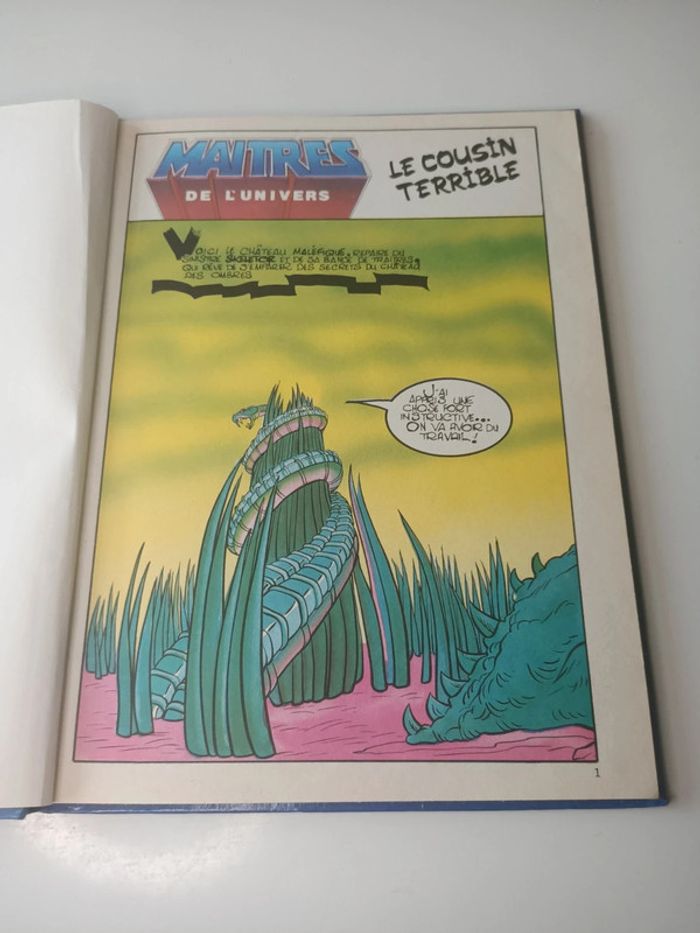 MAITRES
DE L'UNIVERS
LE COUSIN
TERRIBLE
VOICI LE CHÂTEAU MALÉFIQUE, REPAIRE DU
SINISTRE SKELETOR ET DE SA BANDE DE TRAITRES,
QUI RÊVE DE S'EMPARER DES SECRETS DU CHÂTEAU
DES OMBRES
J'AI
APPRIS UNE
CHOSE FORT
INSTRUCTIVE...
ON VA AVOIR DU
TRAVAIL!
1